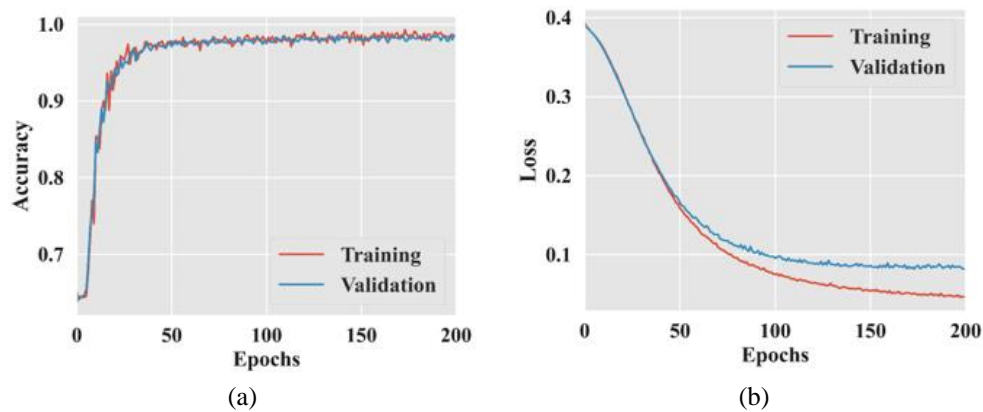 1.0
0.9
0.8
0.7
0 50 100 150 200
Accuracy
Epochs
Training
Validation
(a)
0.4
0.3
0.2
0.1
0 50 100 150 200
Loss
Epochs
Training
Validation
(b)